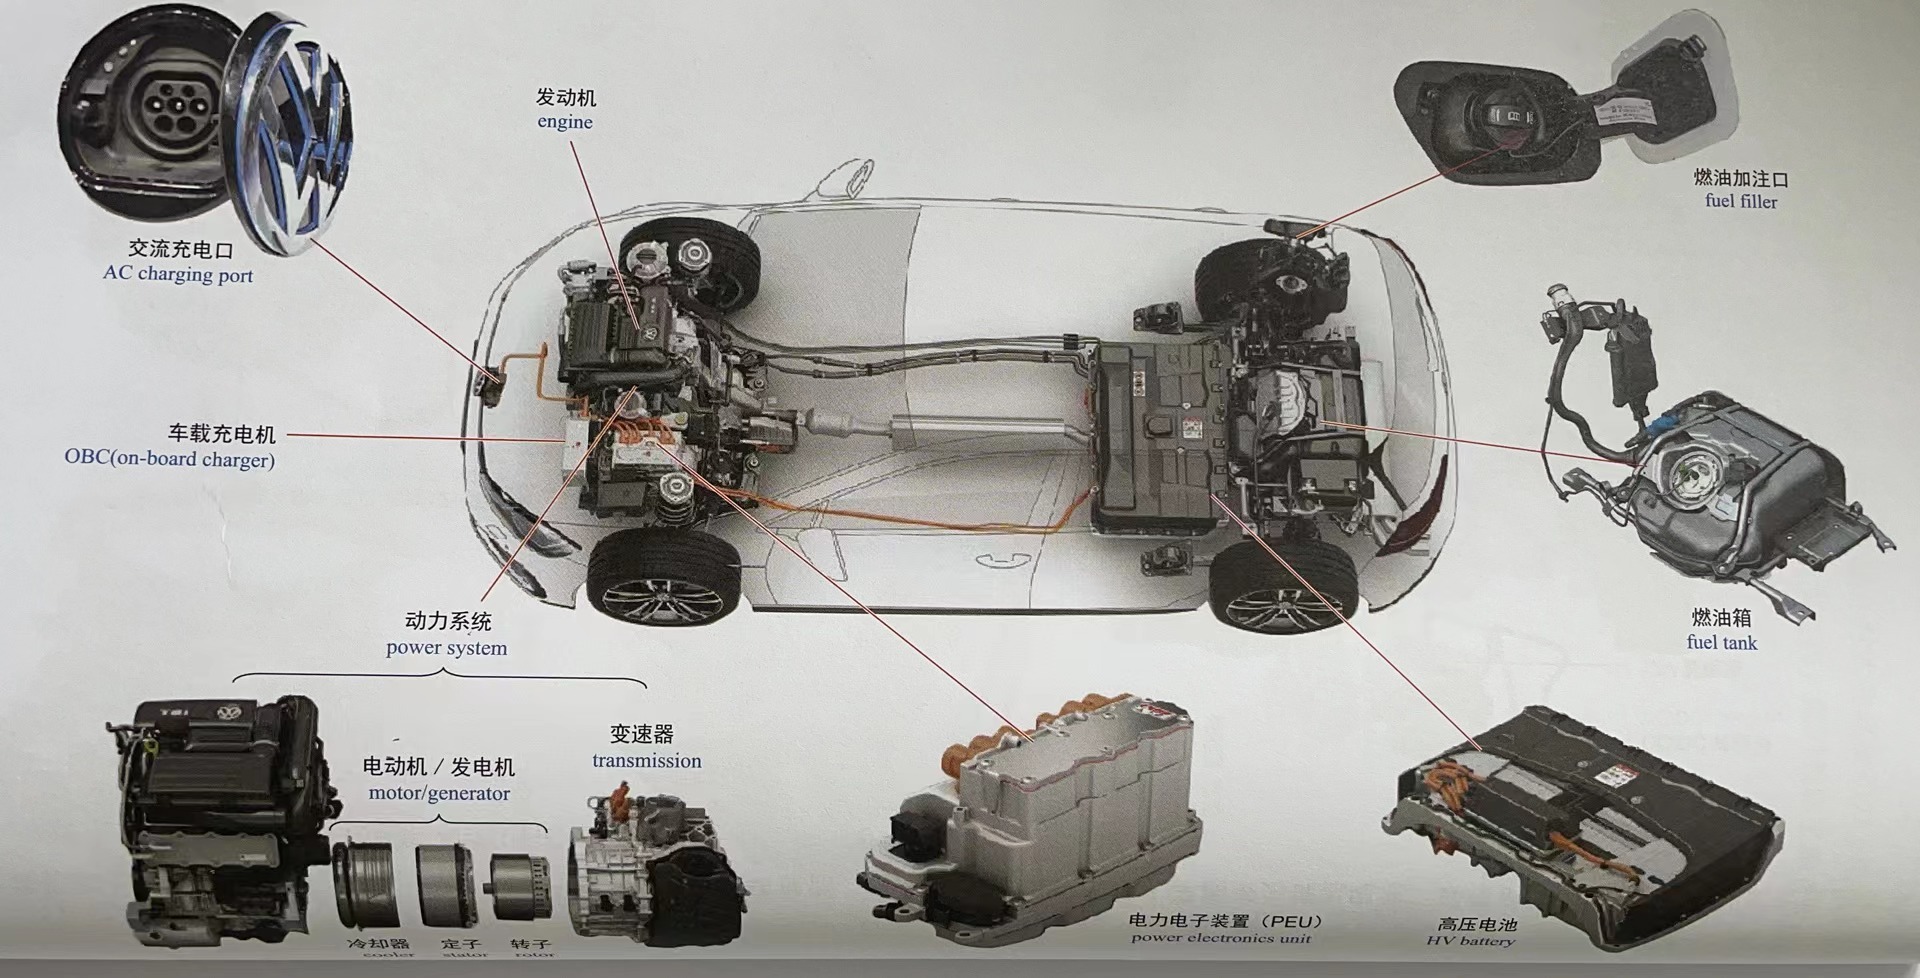 发动机
engine
燃油加注口
fuel filler
交流充电口
AC charging port
车载充电机
OBC(on-board charger)
动力系统
power system
燃油箱
fuel tank
变速器
transmission
电动机 / 发电机
motor/generator
冷却器
cooler
定子
stator
转子
rotor
电力电子装置（PEU）
power electronics unit
高压电池
HV battery